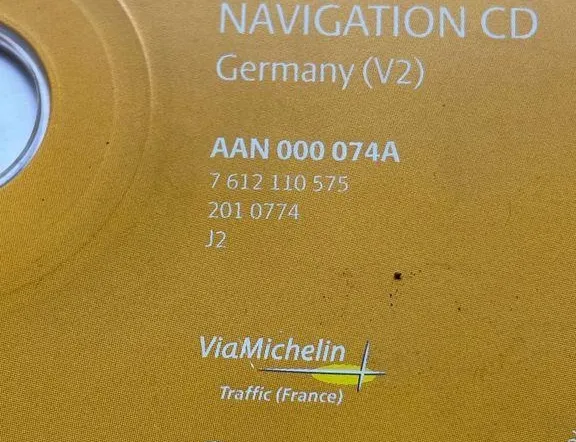 NAVIGATION CD
Germany (V2)
AAN 000 074A
7 612 110 575
201 0774
J2
ViaMichelin
Traffic (France)